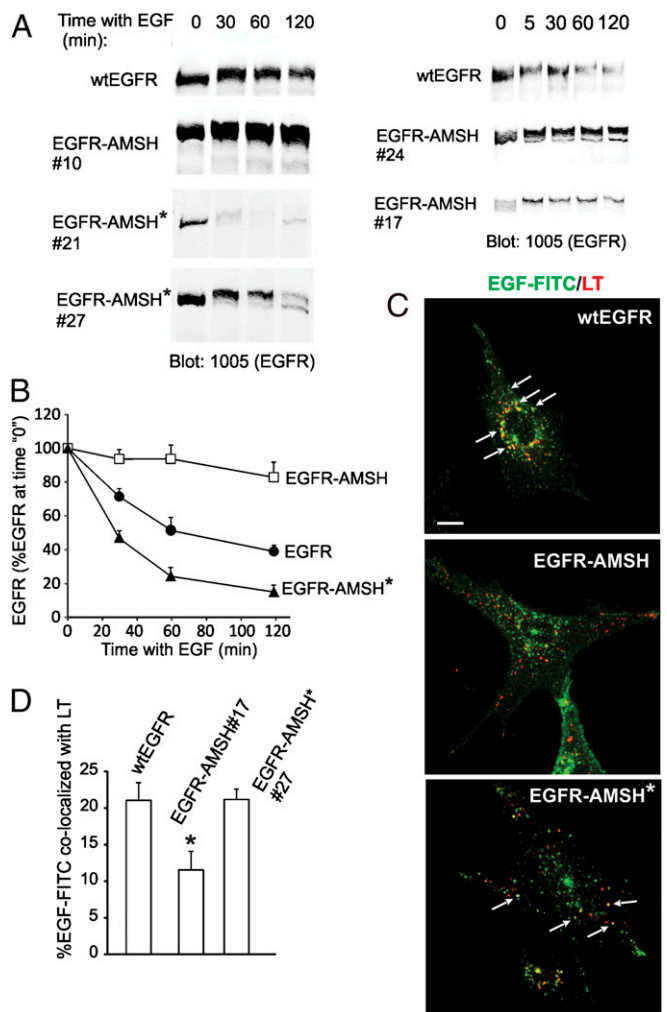 A
Time with EGF (min): 0 30 60 120
wtEGFR
EGFR-AMSH #10
EGFR-AMSH* #21
EGFR-AMSH* #27
Blot: 1005 (EGFR)
0 5 30 60 120
wtEGFR
EGFR-AMSH #24
EGFR-AMSH #17
Blot: 1005 (EGFR)
B
EGFR (%EGFR at time "0")
120
100
80
60
40
20
0
0 20 40 60 80 100 120
Time with EGF (min)
EGFR-AMSH
EGFR
EGFR-AMSH*
C
EGF-FITC/LT
wtEGFR
EGFR-AMSH
EGFR-AMSH*
D
%EGF-FITC co-localized with LT
25
20
15
10
5
0
wtEGFR
EGFR-AMSH#17
EGFR-AMSH* #27
*